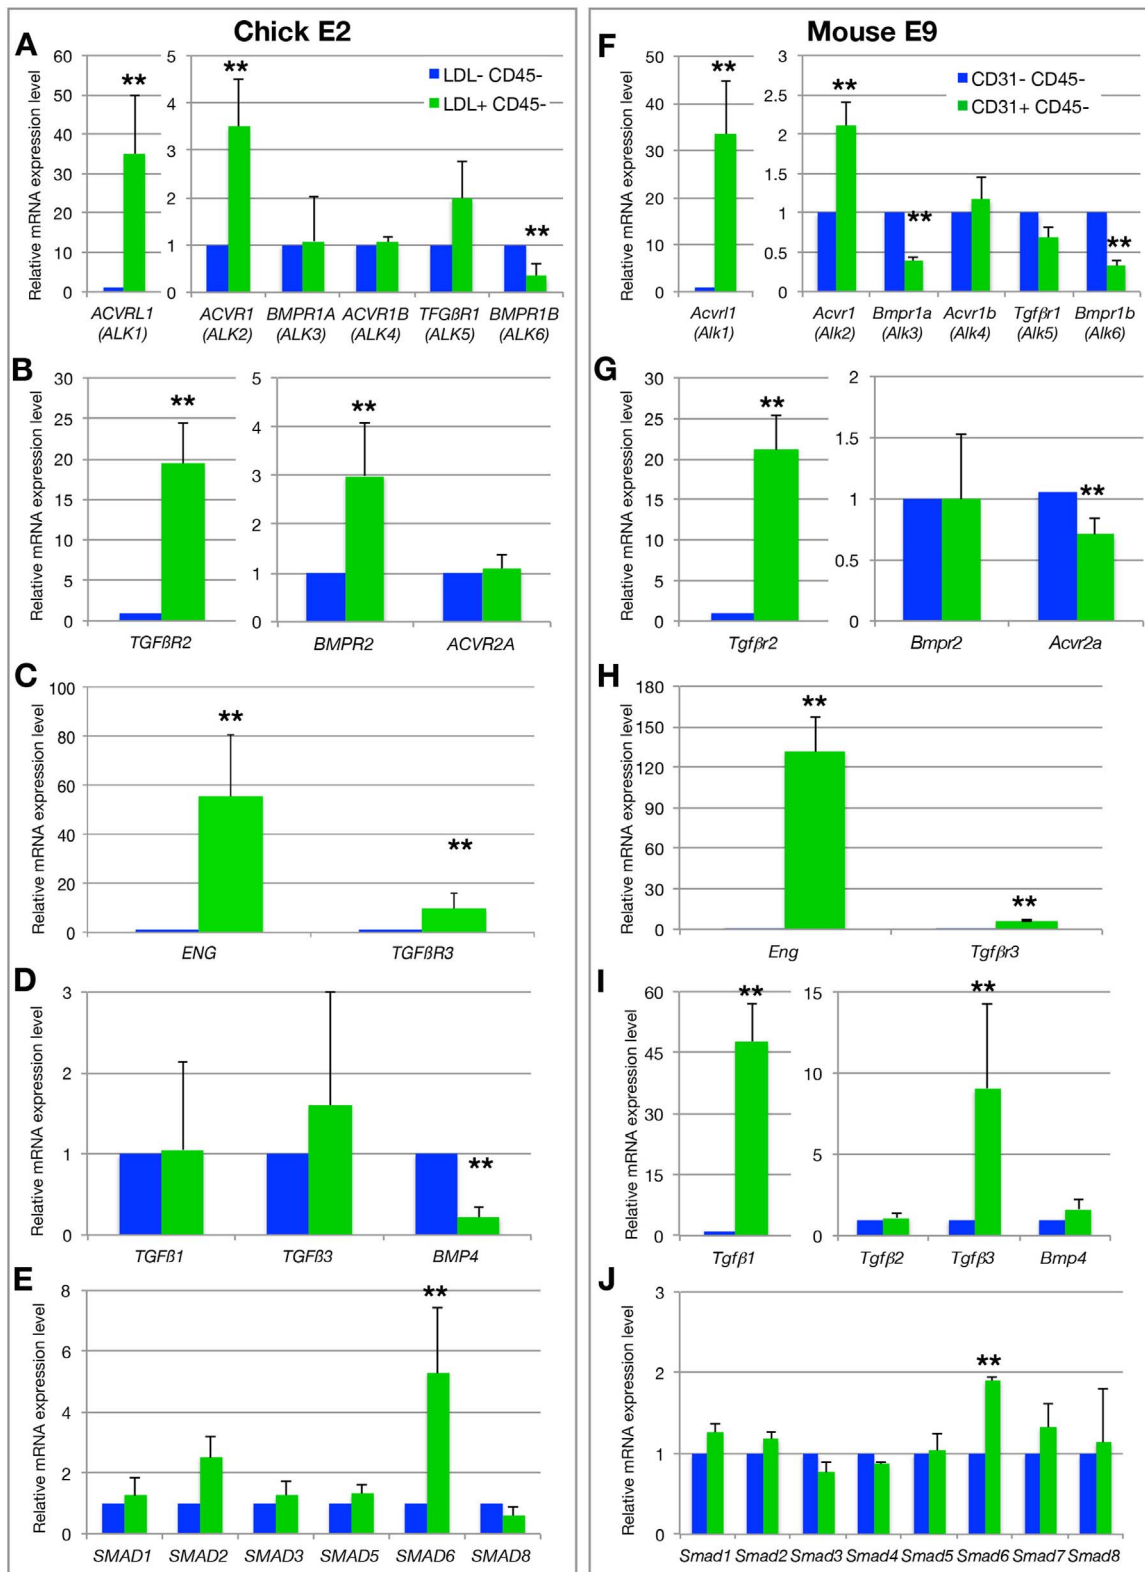 Chick E2
A
Relative mRNA expression level
60
50
40
30
20
10
0
**
ACVRL1
(ALK1)
5
4
3
2
1
0
**
**
LDL- CD45-
LDL+ CD45-
ACVR1 BMPR1A ACVR1B TFGßR1 BMPR1B
(ALK2) (ALK3) (ALK4) (ALK5) (ALK6)
B
Relative mRNA expression level
30
25
20
15
10
5
0
**
TGFßR2
5
4
3
2
1
0
**
BMPR2 ACVR2A
C
Relative mRNA expression level
100
80
60
40
20
0
**
**
ENG TGFßR3
D
Relative mRNA expression level
3
2
1
0
**
TGFß1 TGFß3 BMP4
E
Relative mRNA expression level
8
6
4
2
0
**
SMAD1 SMAD2 SMAD3 SMAD5 SMAD6 SMAD8
Mouse E9
F
Relative mRNA expression level
50
40
30
20
10
0
**
Acvrl1
(Alk1)
3
2.5
2
1.5
1
0.5
0
**
**
**
CD31- CD45-
CD31+ CD45-
Acvr1 Bmpr1a Acvr1b Tgfβr1 Bmpr1b
(Alk2) (Alk3) (Alk4) (Alk5) (Alk6)
G
Relative mRNA expression level
30
25
20
15
10
5
0
**
Tgfβr2
2
1.5
1
0.5
0
**
Bmpr2 Acvr2a
H
Relative mRNA expression level
180
150
120
90
60
30
0
**
**
Eng Tgfβr3
I
Relative mRNA expression level
60
45
30
15
0
**
Tgfβ1
15
10
5
0
**
Tgfβ2 Tgfβ3 Bmp4
J
Relative mRNA expression level
3
2
1
0
**
Smad1 Smad2 Smad3 Smad4 Smad5 Smad6 Smad7 Smad8